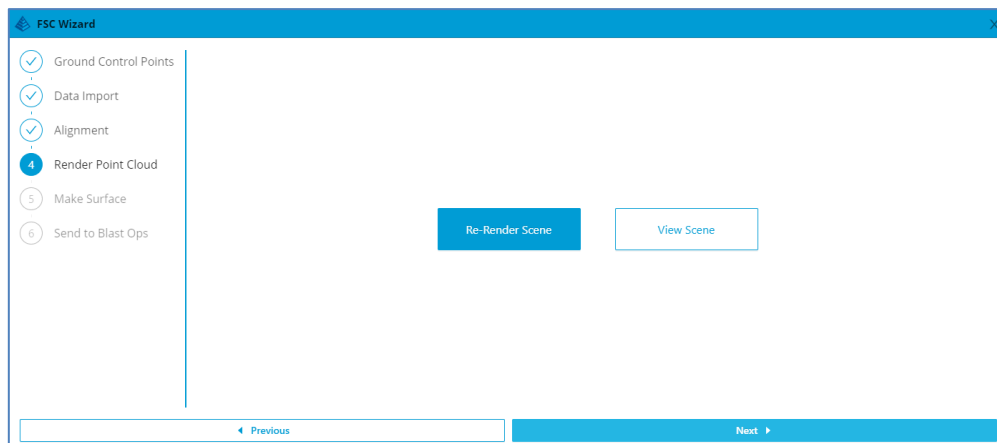 FSC Wizard
Ground Control Points
Data Import
Alignment
4 Render Point Cloud
5 Make Surface
6 Send to Blast Ops
Re-Render Scene View Scene
Previous Next